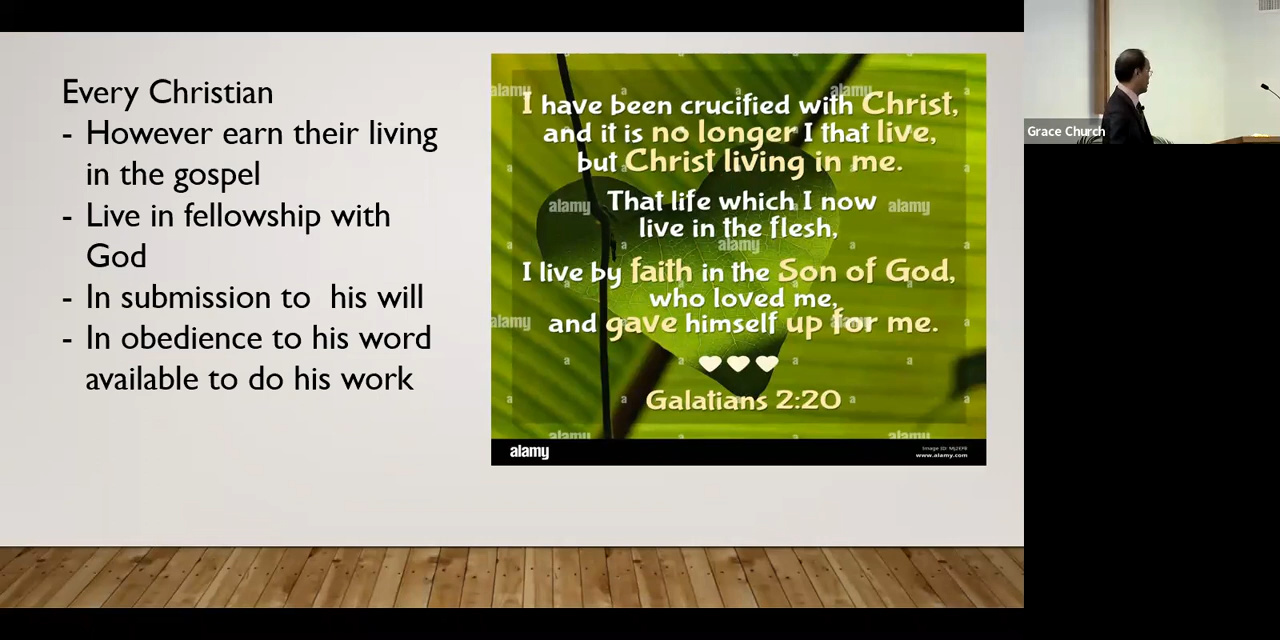 Every Christian
- However earn their living
in the gospel
- Live in fellowship with
God
- In submission to  his will
- In obedience to his word
available to do his work
I have been crucified with Christ,
and it is no longer I that live,
but Christ living in me.
That life which I now
live in the flesh,
I live by faith in the Son of God,
who loved me,
and gave himself up for me.
Galatians 2:20
alamy
www.alamy.com
Grace Church